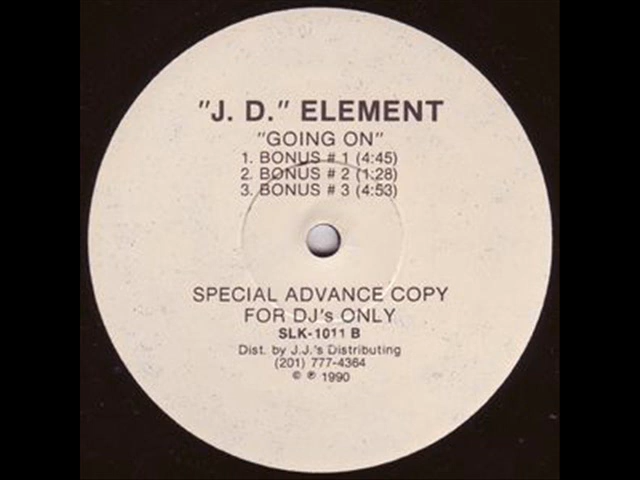 "J. D." ELEMENT
"GOING ON"
1. BONUS # 1 (4:45)
2. BONUS # 2 (1:28)
3. BONUS # 3 (4:53)
SPECIAL ADVANCE COPY
FOR DJ's ONLY
SLK-1011 B
Dist. by J.J.'s Distributing
(201) 777-4364
© ℗ 1990